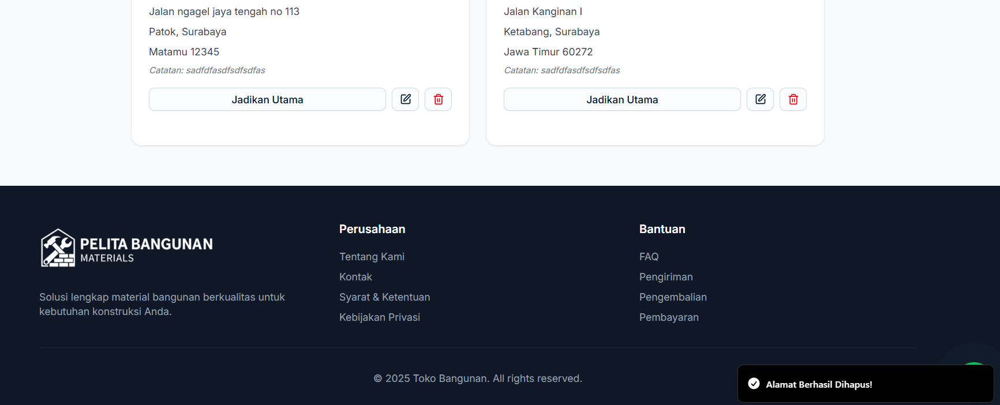 Jalan ngagel jaya tengah no 113
Patok, Surabaya
Matamu 12345
Catatan: sadfdfasdfsdfsdfas
Jadikan Utama
Jalan Kanginan I
Ketabang, Surabaya
Jawa Timur 60272
Catatan: sadfdfasdfsdfsdfas
Jadikan Utama
PELITA BANGUNAN
MATERIALS
Solusi lengkap material bangunan berkualitas untuk
kebutuhan konstruksi Anda.
Perusahaan
Tentang Kami
Kontak
Syarat & Ketentuan
Kebijakan Privasi
Bantuan
FAQ
Pengiriman
Pengembalian
Pembayaran
© 2025 Toko Bangunan. All rights reserved.
Alamat Berhasil Dihapus!